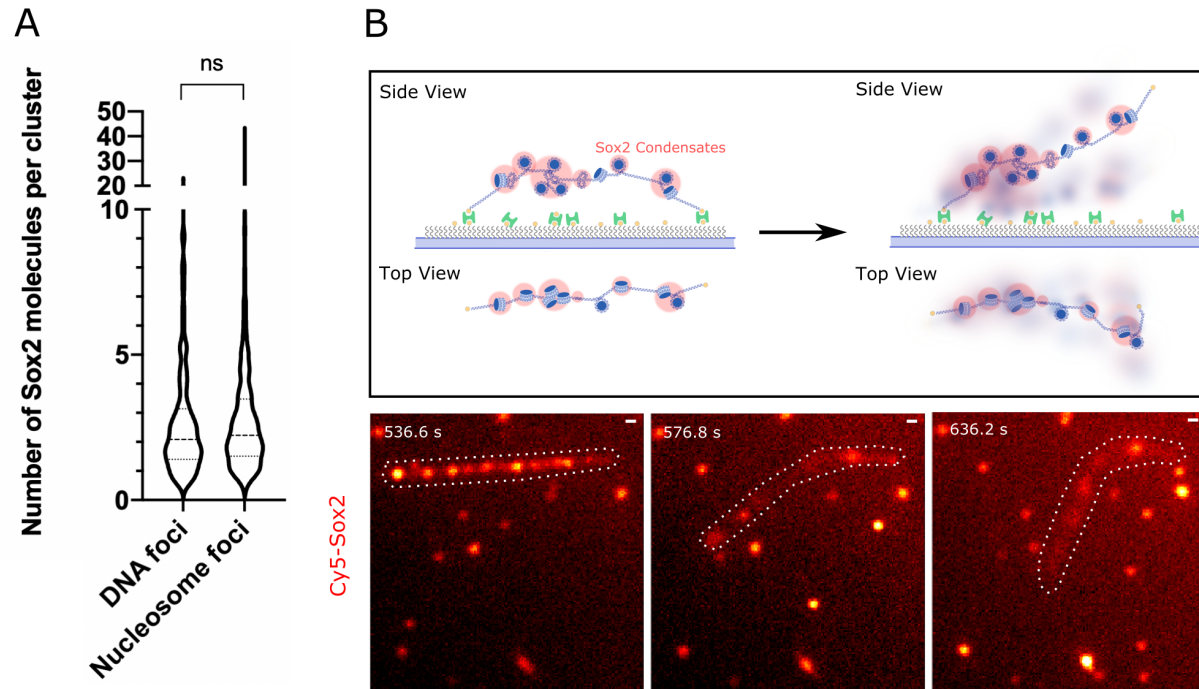 A
Number of Sox2 molecules per cluster
ns
50
40
30
20
10
5
0
DNA foci
Nucleosome foci
B
Side View
Sox2 Condensates
Top View
Side View
Top View
Cy5-Sox2
536.6 s
576.8 s
636.2 s